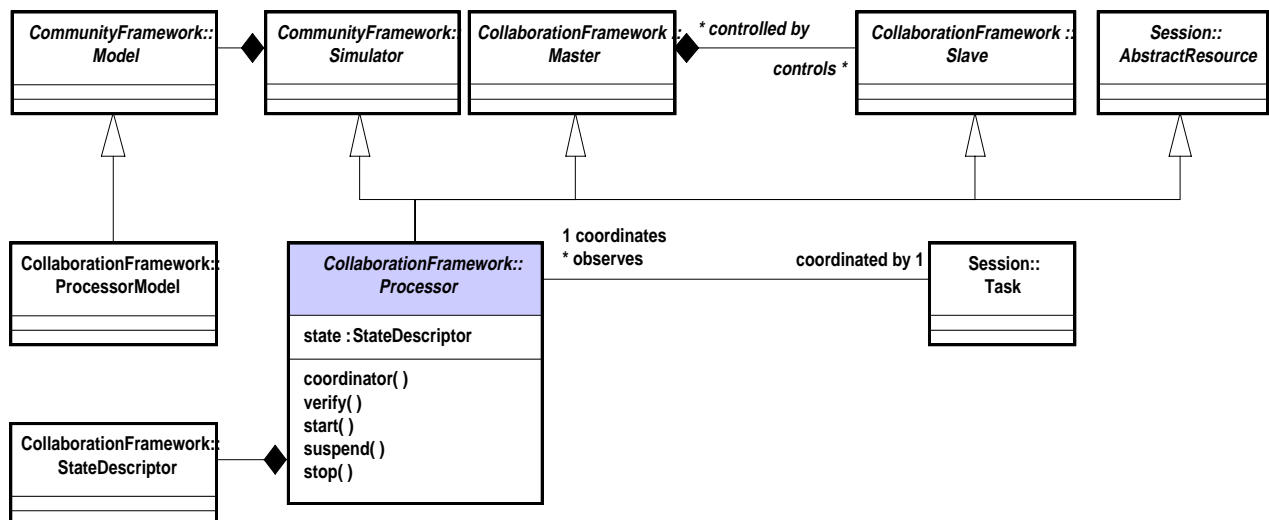 CommunityFramework::
Model
CommunityFramework:
Simulator
CollaborationFramework ::
Master
* controlled by
controls *
CollaborationFramework ::
Slave
Session::
AbstractResource
CollaborationFramework::
ProcessorModel
CollaborationFramework::
Processor
state : StateDescriptor
coordinator( )
verify( )
start( )
suspend( )
stop( )
1 coordinates
* observes
coordinated by 1
Session::
Task
CollaborationFramework::
StateDescriptor